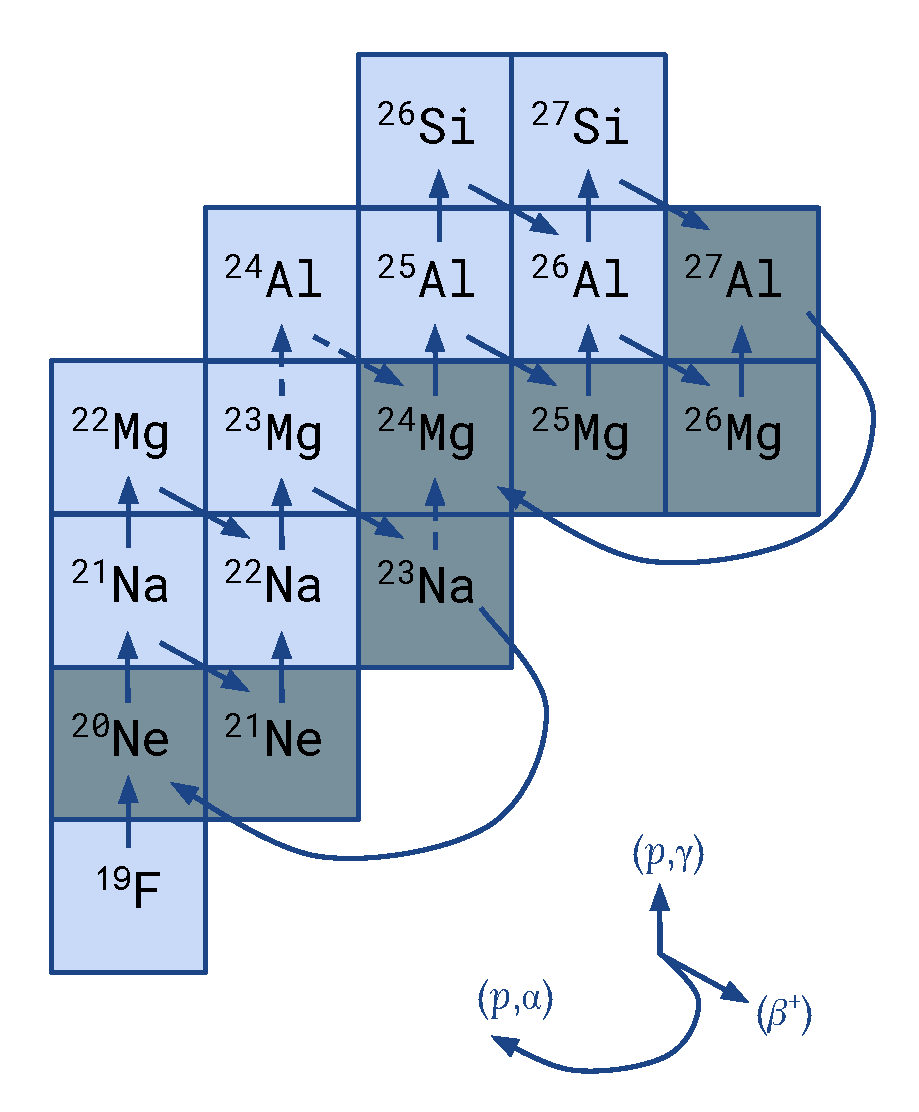 ²⁶Si ²⁷Si
²⁴Al ²⁵Al ²⁶Al ²⁷Al
²²Mg ²³Mg ²⁴Mg ²⁵Mg ²⁶Mg
²¹Na ²²Na ²³Na
²⁰Ne ²¹Ne
¹⁹F
(p,γ)
(p,α)
(β⁺)